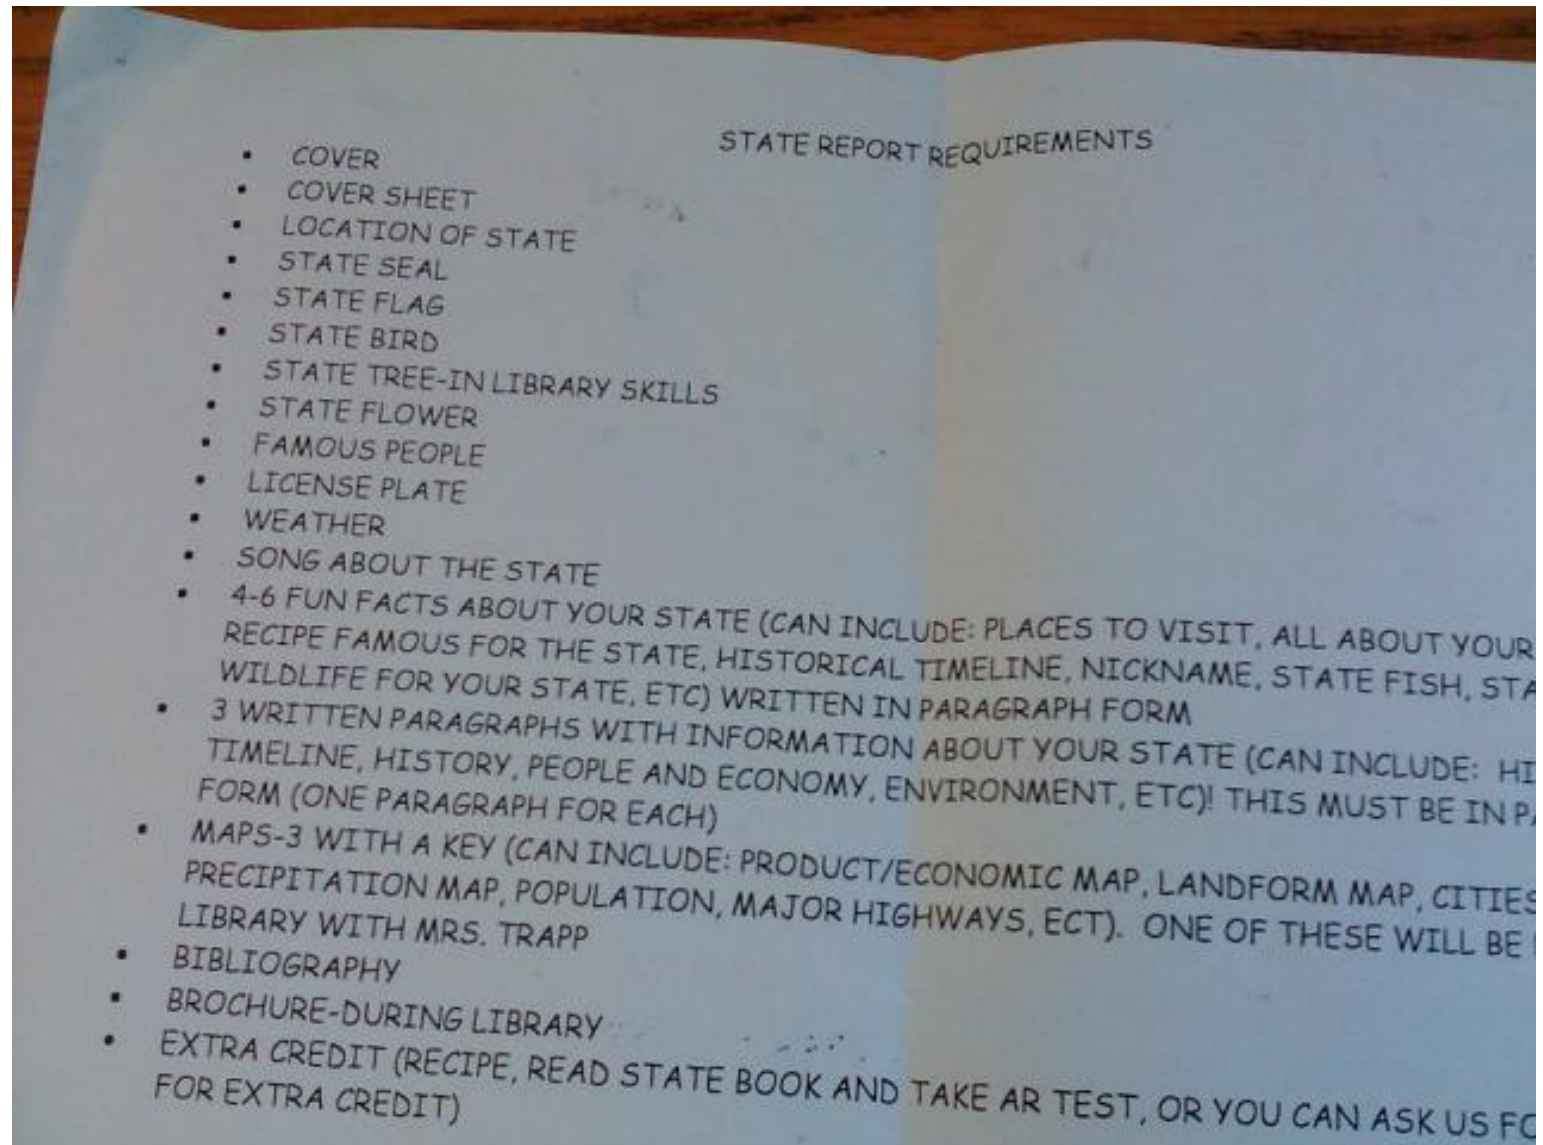 STATE REPORT REQUIREMENTS
• COVER
• COVER SHEET
• LOCATION OF STATE
• STATE SEAL
• STATE FLAG
• STATE BIRD
• STATE TREE-IN LIBRARY SKILLS
• STATE FLOWER
• FAMOUS PEOPLE
• LICENSE PLATE
• WEATHER
• SONG ABOUT THE STATE
• 4-6 FUN FACTS ABOUT YOUR STATE (CAN INCLUDE: PLACES TO VISIT, ALL ABOUT YOUR
RECIPE FAMOUS FOR THE STATE, HISTORICAL TIMELINE, NICKNAME, STATE FISH,
WILDLIFE FOR YOUR STATE, ETC) WRITTEN IN PARAGRAPH FORM
• 3 WRITTEN PARAGRAPHS WITH INFORMATION ABOUT YOUR STATE (CAN INCLUDE:
TIMELINE, HISTORY, PEOPLE AND ECONOMY, ENVIRONMENT, ETC)! THIS MUST BE IN
FORM (ONE PARAGRAPH FOR EACH)
• MAPS-3 WITH A KEY (CAN INCLUDE: PRODUCT/ECONOMIC MAP, LANDFORM MAP, CITIES
PRECIPITATION MAP, POPULATION, MAJOR HIGHWAYS, ECT). ONE OF THESE WILL BE
LIBRARY WITH MRS. TRAPP
• BIBLIOGRAPHY
• BROCHURE-DURING LIBRARY
• EXTRA CREDIT (RECIPE, READ STATE BOOK AND TAKE AR TEST, OR YOU CAN ASK US
FOR EXTRA CREDIT)